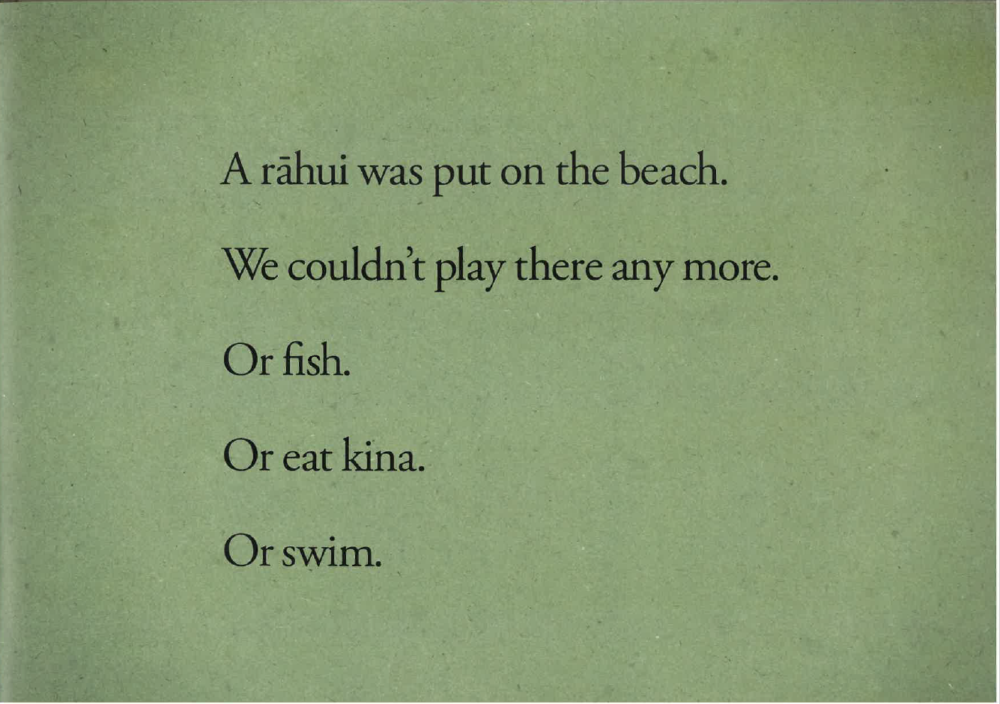 A rāhui was put on the beach.
We couldn’t play there any more.
Or fish.
Or eat kina.
Or swim.